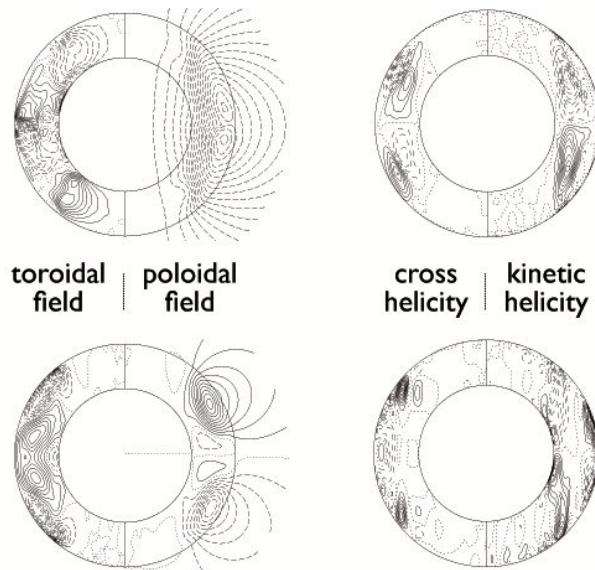 toroidal field
poloidal field
cross helicity
kinetic helicity